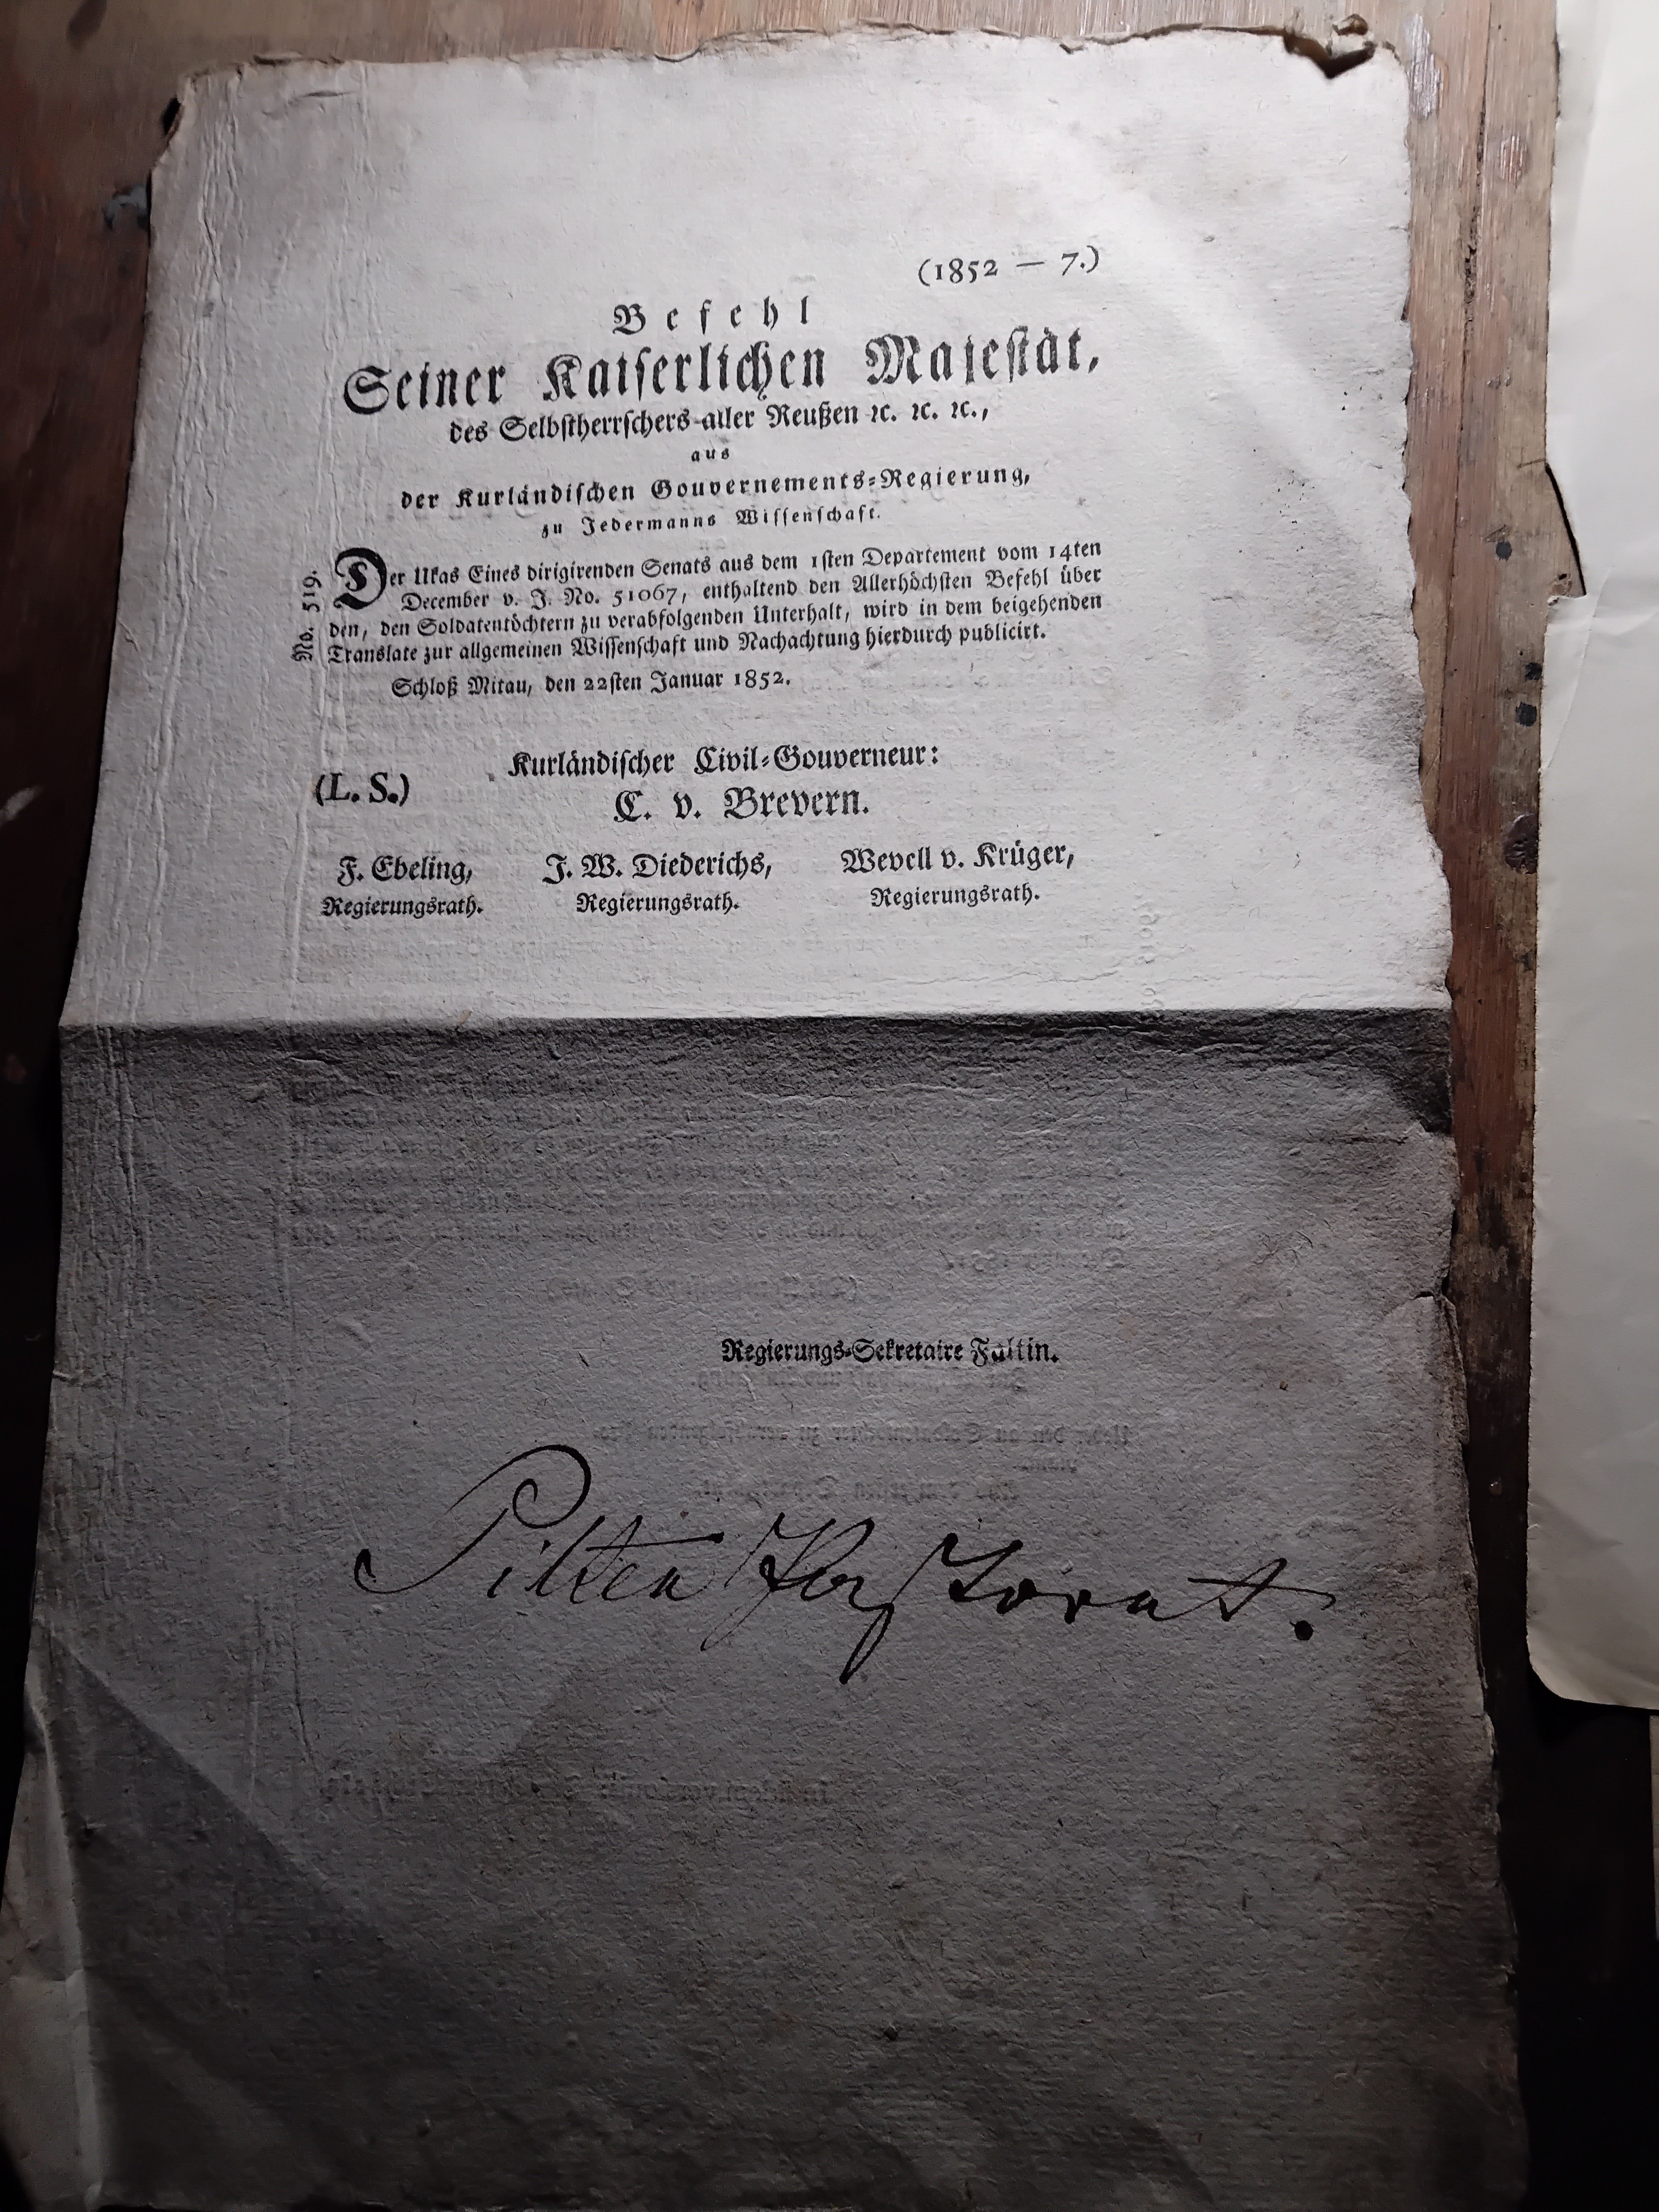 (1852 — 7.)
Befehl
Seiner Kaiserlichen Majestät,
des Selbstherrschers aller Reußen ꝛc. ꝛc. ꝛc.,
aus
der Kurländischen Gouvernements-Regierung,
zu Jedermanns Wissenschaft.
No. 519.
Der Ukas Eines dirigirenden Senats aus dem 1sten Departement vom 14ten
December v. J. No. 51067, enthaltend den Allerhöchsten Befehl über
den, den Soldatentöchtern zu verabfolgenden Unterhalt, wird in dem beigehenden
Translate zur allgemeinen Wissenschaft und Nachachtung hierdurch publicirt.
Schloß Mitau, den 22sten Januar 1852.
Kurländischer Civil-Gouverneur:
(L. S.)
C. v. Brevern.
F. Ebeling, J. W. Diederichs, Wevell v. Krüger,
Regierungsrath. Regierungsrath. Regierungsrath.
Regierungs-Sekretaire Faltin.
Pilten Pastorat.